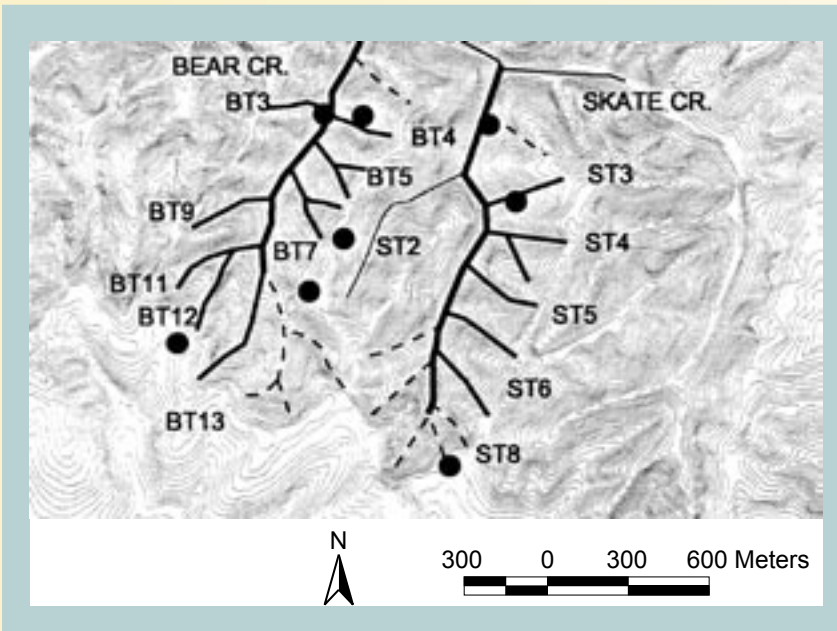 BEAR CR.
BT3
SKATE CR.
BT4
BT5
ST3
BT9
BT7
ST2
ST4
BT11
BT12
ST5
ST6
BT13
ST8
N
300 0 300 600 Meters